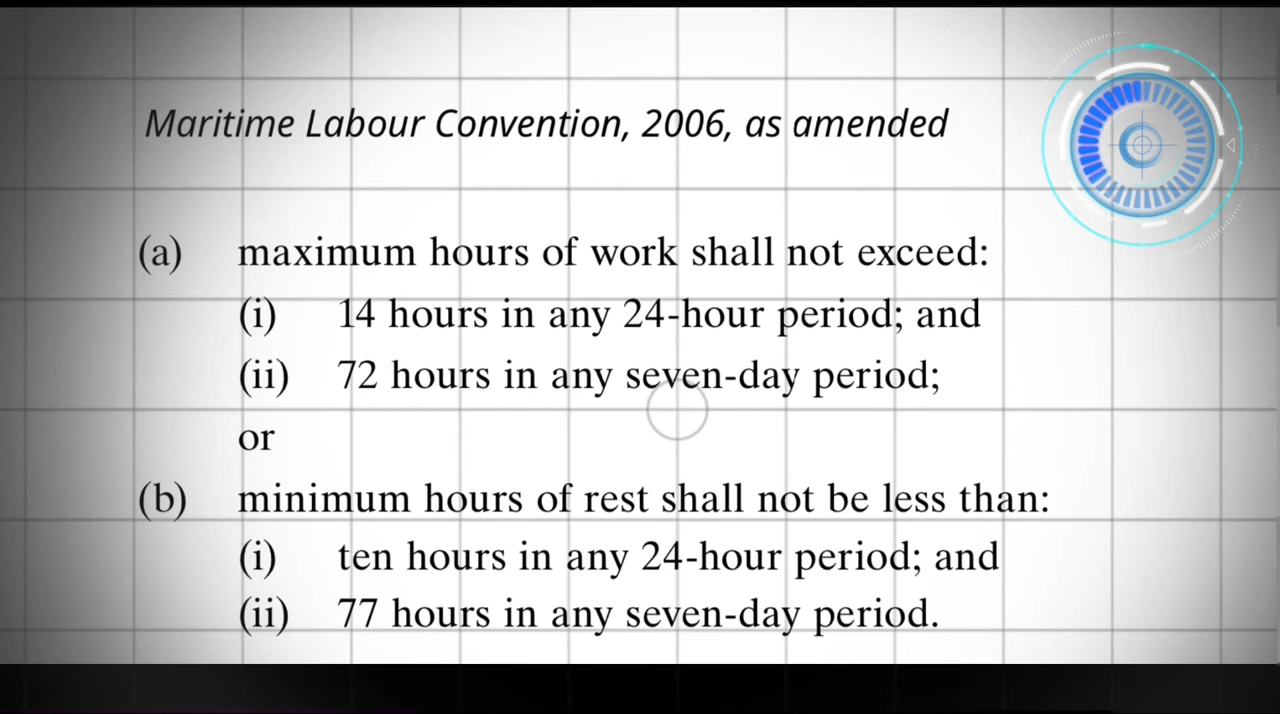 Maritime Labour Convention, 2006, as amended
(a) maximum hours of work shall not exceed:
(i) 14 hours in any 24-hour period; and
(ii) 72 hours in any seven-day period;
or
(b) minimum hours of rest shall not be less than:
(i) ten hours in any 24-hour period; and
(ii) 77 hours in any seven-day period.